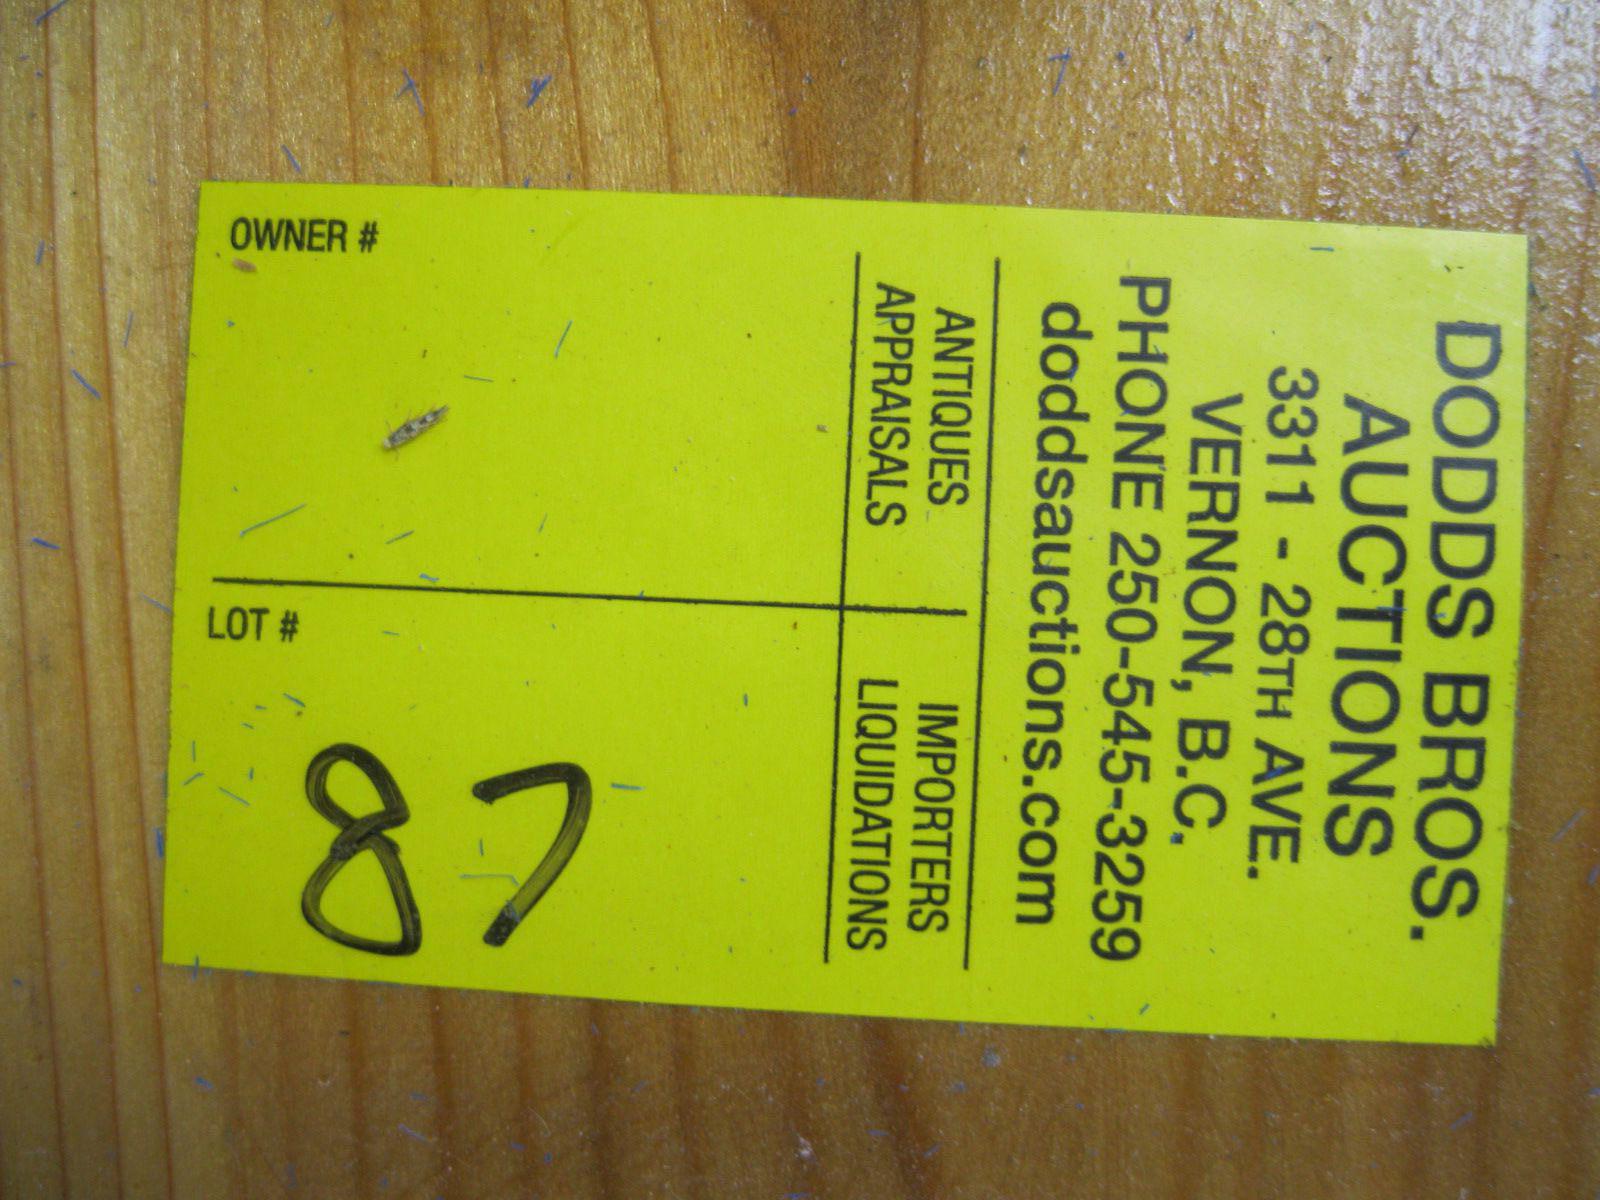 DODDS BROS.
AUCTIONS
3311 - 28TH AVE.
VERNON, B.C.
PHONE 250-545-3259
doddsauctions.com
ANTIQUES
APPRAISALS
IMPORTERS
LIQUIDATIONS
OWNER #
LOT #
87